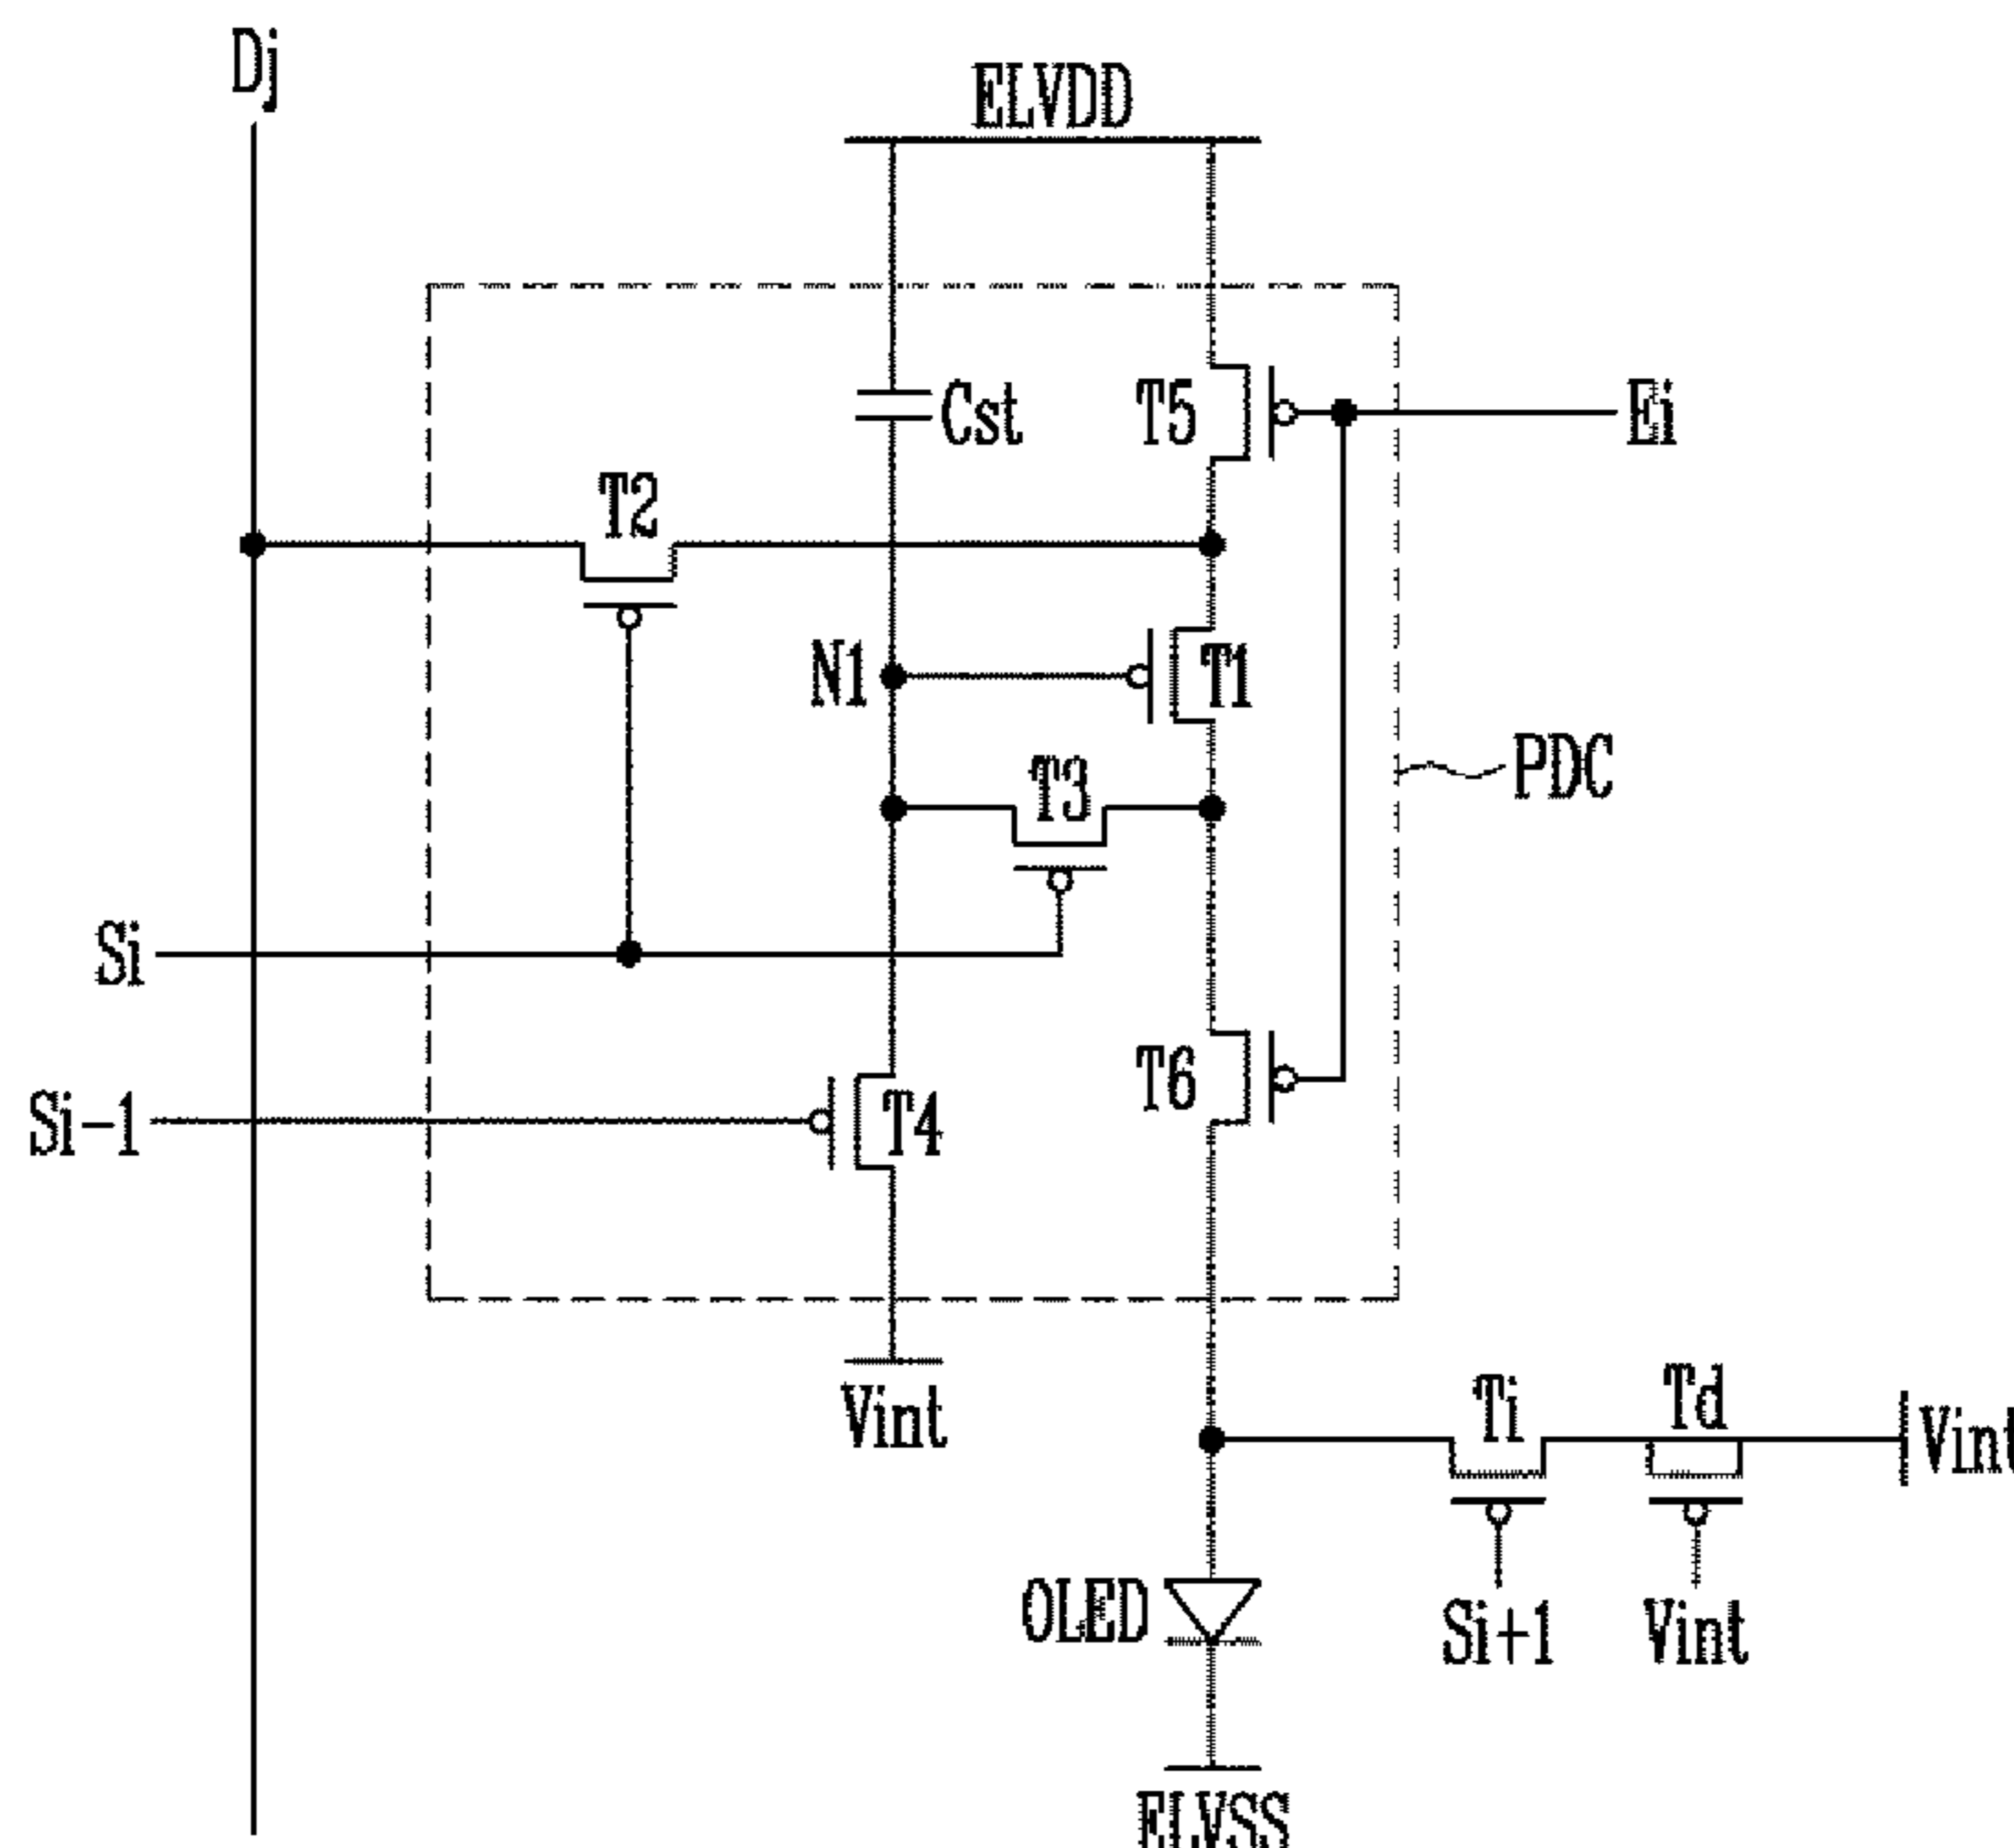 Dj
ELVDD
Cst
T5
Ei
T2
N1
T1
T3
PDC
Si
T6
Si-1
T4
Vint
Ti
Td
Vint
OLED
Si+1
Vint
ELVSS